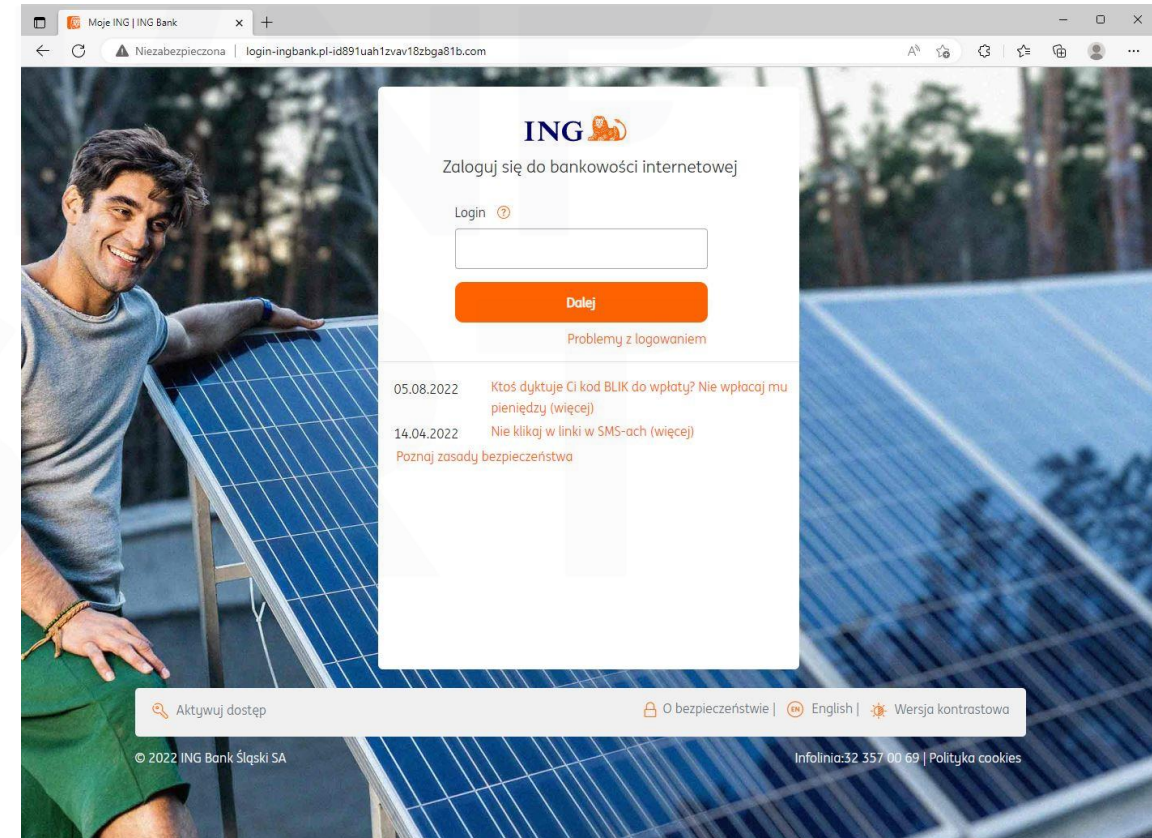 Moje ING | ING Bank
Niezabezpieczona | login-ingbank.pl-id891uah1zvav18zbga81b.com
ING
Zaloguj się do bankowości internetowej
Login ?
Dalej
Problemy z logowaniem
05.08.2022 Ktoś dyktuje Ci kod BLIK do wpłaty? Nie wpłacaj mu
pieniędzy (więcej)
14.04.2022 Nie klikaj w linki w SMS-ach (więcej)
Poznaj zasady bezpieczeństwa
Aktywuj dostęp O bezpieczeństwie | EN English | Wersja kontrastowa
© 2022 ING Bank Śląski SA Infolinia:32 357 00 69 | Polityka cookies